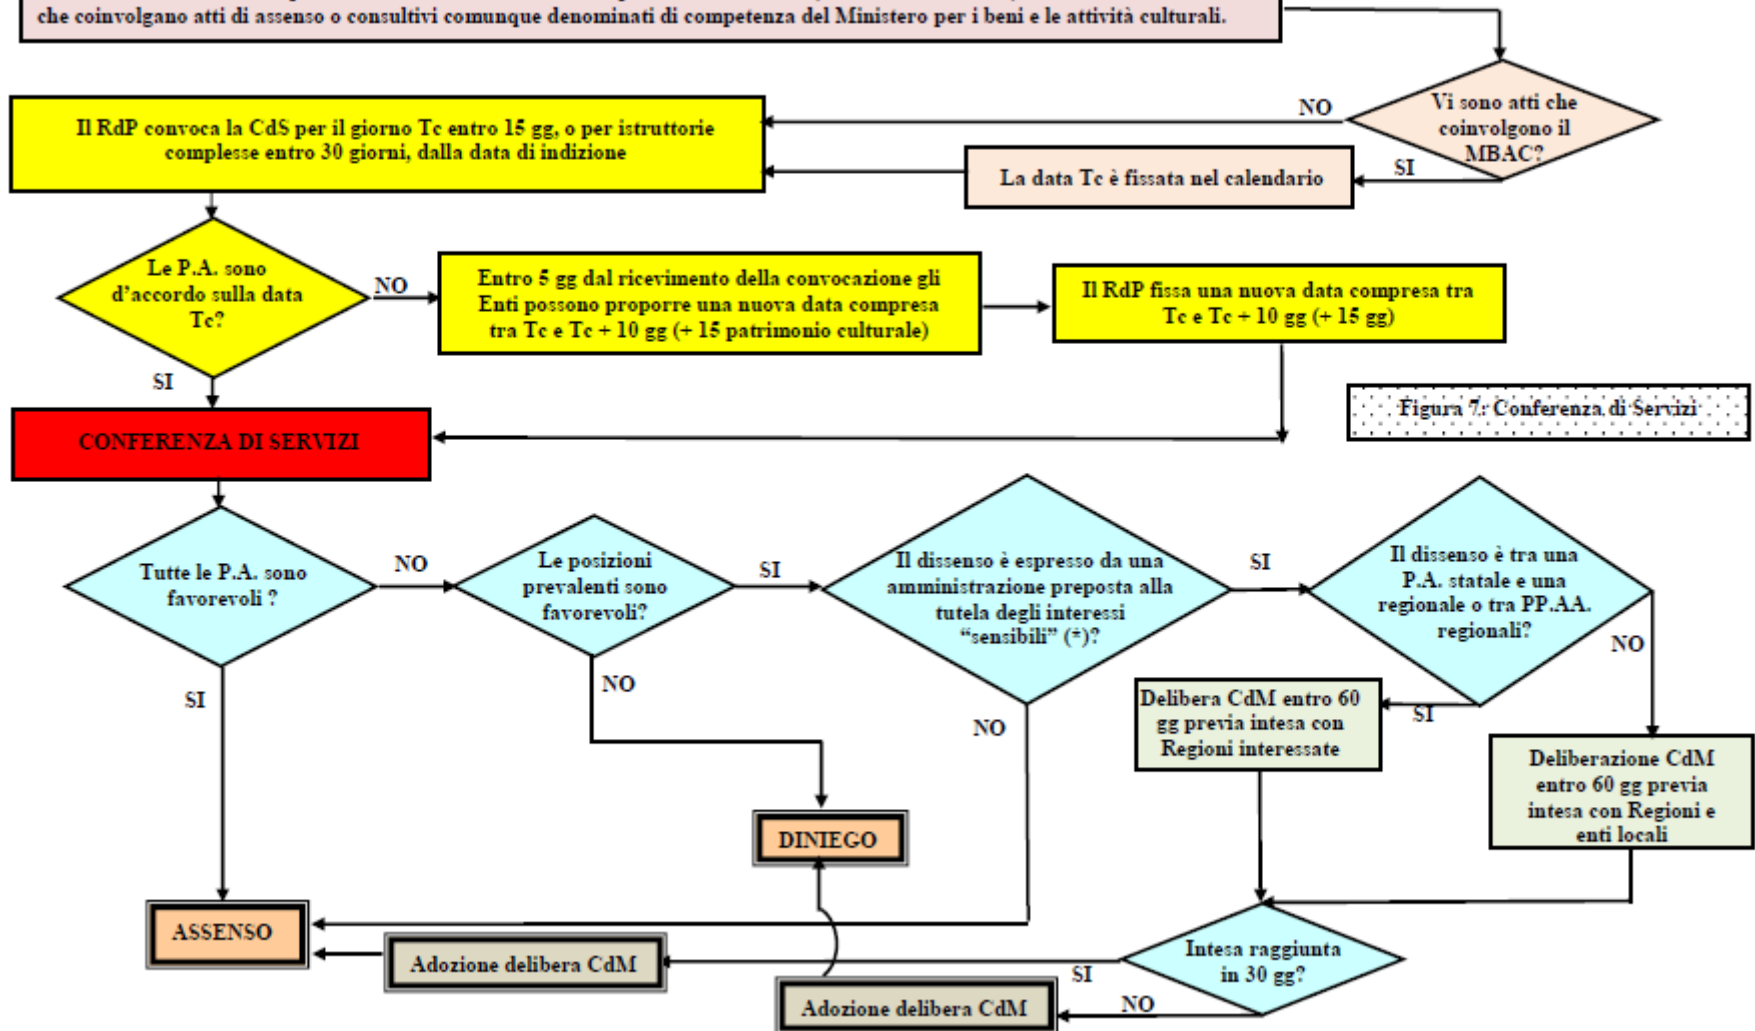 che coinvolgano atti di assenso o consultivi comunque denominati di competenza del Ministero per i beni e le attività culturali.
Vi sono atti che
coinvolgono il
MBAC?
NO
SI
Il RdP convoca la CdS per il giorno Tc entro 15 gg, o per istruttorie
complesse entro 30 giorni, dalla data di indizione
La data Tc è fissata nel calendario
Le P.A. sono
d'accordo sulla data
Tc?
NO
SI
Entro 5 gg dal ricevimento della convocazione gli
Enti possono proporre una nuova data compresa
tra Tc e Tc + 10 gg (+ 15 patrimonio culturale)
Il RdP fissa una nuova data compresa tra
Tc e Tc + 10 gg (+ 15 gg)
Figura 7: Conferenza di Servizi
CONFERENZA DI SERVIZI
Tutte le P.A. sono
favorevoli ?
NO
SI
Le posizioni
prevalenti sono
favorevoli?
SI
NO
Il dissenso è espresso da una
amministrazione preposta alla
tutela degli interessi
“sensibili” (*)?
SI
NO
Il dissenso è tra una
P.A. statale e una
regionale o tra PP.AA.
regionali?
NO
SI
Delibera CdM entro 60
gg previa intesa con
Regioni interessate
Deliberazione CdM
entro 60 gg previa
intesa con Regioni e
enti locali
DINIEGO
ASSENSO
Adozione delibera CdM
Intesa raggiunta
in 30 gg?
SI
NO
Adozione delibera CdM